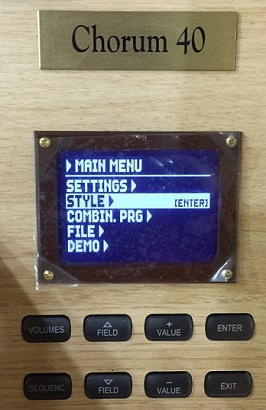 Chorum 40
MAIN MENU
SETTINGS
STYLE [ENTER]
COMBIN. PRG
FILE
DEMO
VOLUMES
FIELD
+
VALUE
ENTER
SEQUENC.
FIELD
−
VALUE
EXIT